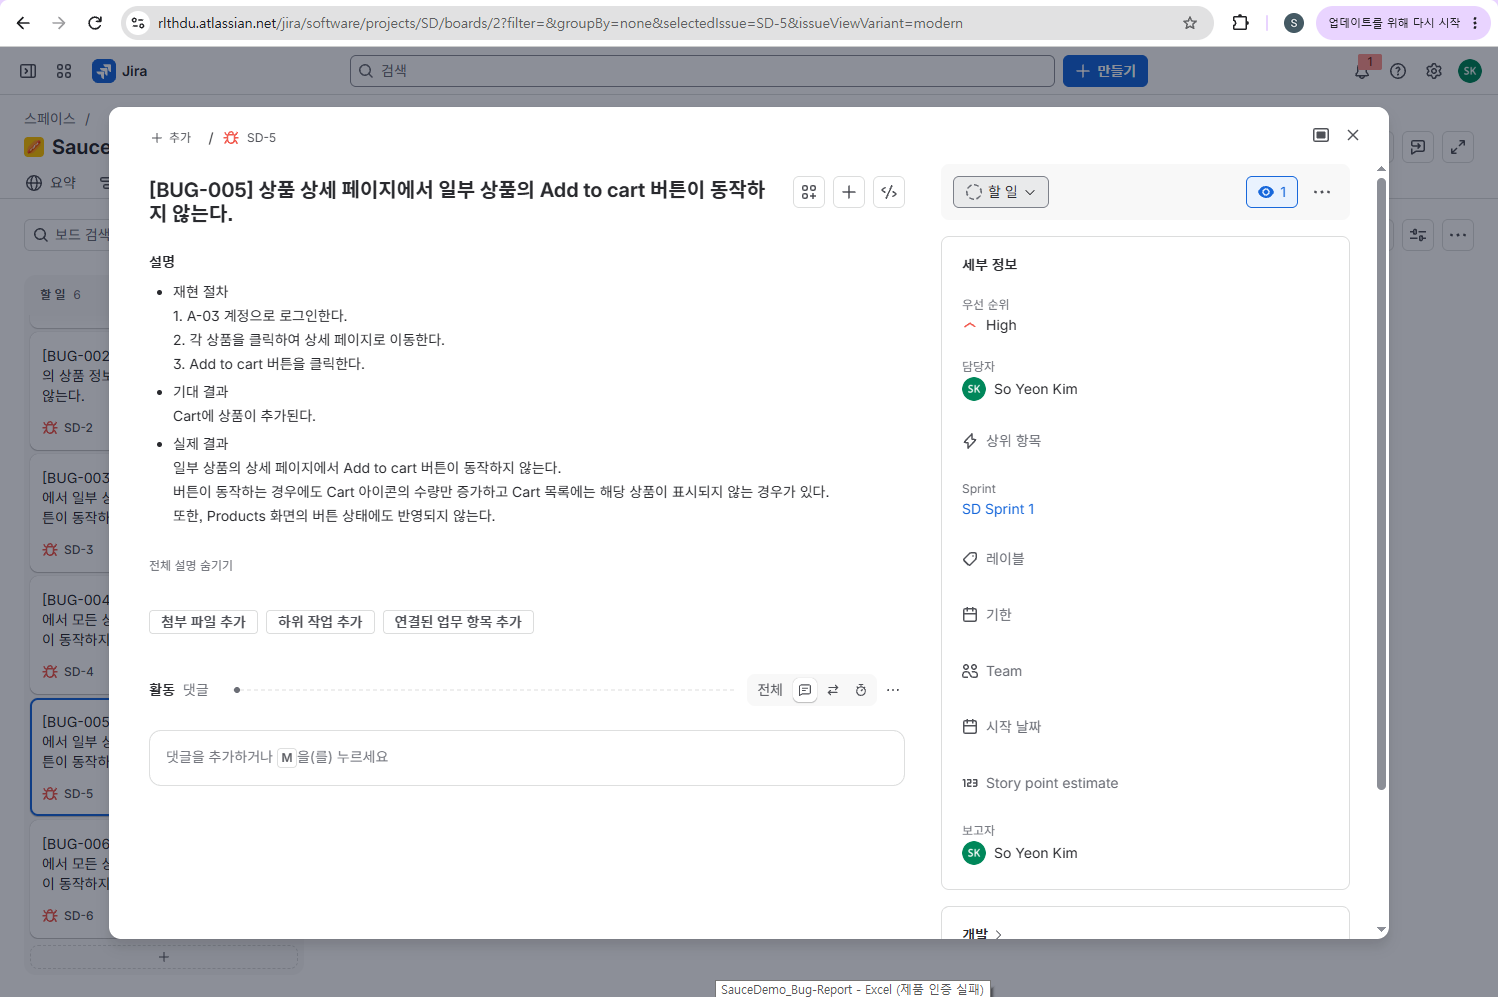 rlthdu.atlassian.net/jira/software/projects/SD/boards/2?filter=&groupBy=none&selectedIssue=SD-5&issueViewVariant=modern
S
업데이트를 위해 다시 시작
Jira
검색
만들기
1
SK
스페이스 /
Sauce
요약
보드 검색
할 일 6
[BUG-002
의 상품 정보
않는다.
SD-2
[BUG-003
에서 일부 상
튼이 동작하
SD-3
[BUG-004
에서 모든 상
이 동작하지
SD-4
[BUG-005
에서 일부 상
튼이 동작하
SD-5
[BUG-006
에서 모든 상
이 동작하지
SD-6
추가 / SD-5
[BUG-005] 상품 상세 페이지에서 일부 상품의 Add to cart 버튼이 동작하
지 않는다.
설명
• 재현 절차
1. A-03 계정으로 로그인한다.
2. 각 상품을 클릭하여 상세 페이지로 이동한다.
3. Add to cart 버튼을 클릭한다.
• 기대 결과
Cart에 상품이 추가된다.
• 실제 결과
일부 상품의 상세 페이지에서 Add to cart 버튼이 동작하지 않는다.
버튼이 동작하는 경우에도 Cart 아이콘의 수량만 증가하고 Cart 목록에는 해당 상품이 표시되지 않는 경우가 있다.
또한, Products 화면의 버튼 상태에도 반영되지 않는다.
전체 설명 숨기기
첨부 파일 추가 하위 작업 추가 연결된 업무 항목 추가
활동 댓글 전체
댓글을 추가하거나 M을(를) 누르세요
할 일
1
세부 정보
우선 순위
High
담당자
SK So Yeon Kim
상위 항목
Sprint
SD Sprint 1
레이블
기한
Team
시작 날짜
123 Story point estimate
보고자
SK So Yeon Kim
개발
SauceDemo_Bug-Report - Excel (제품 인증 실패)